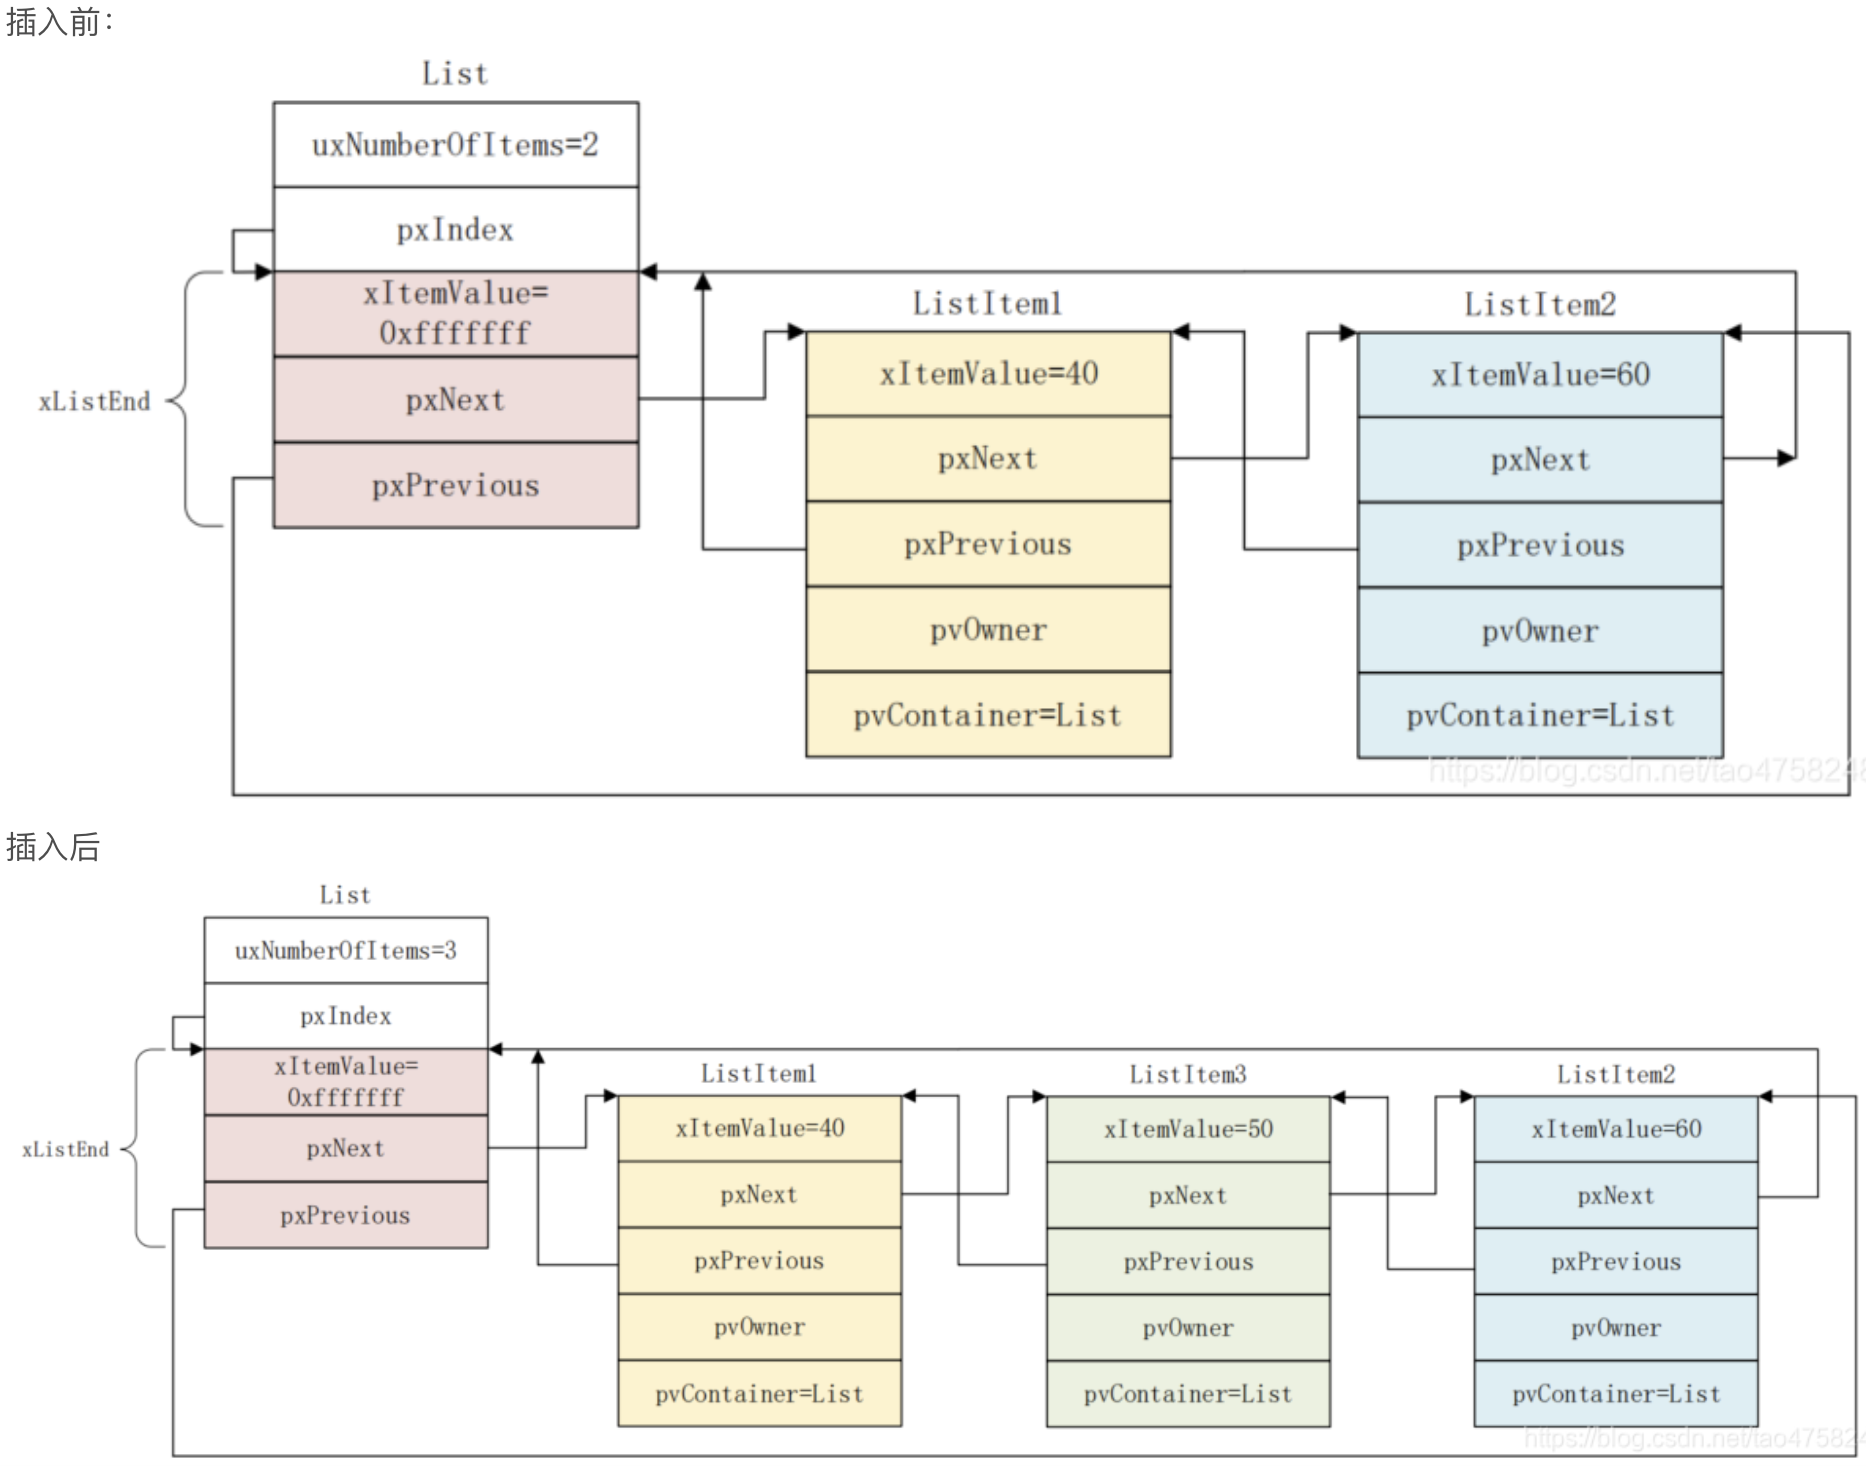 插入前：
List
uxNumberOfItems=2
pxIndex
xItemValue=
0xfffffff
xListEnd
pxNext
pxPrevious
ListItem1
xItemValue=40
pxNext
pxPrevious
pvOwner
pvContainer=List
ListItem2
xItemValue=60
pxNext
pxPrevious
pvOwner
pvContainer=List
https://blog.csdn.net/tao475824
插入后
List
uxNumberOfItems=3
pxIndex
xItemValue=
0xfffffff
xListEnd
pxNext
pxPrevious
ListItem1
xItemValue=40
pxNext
pxPrevious
pvOwner
pvContainer=List
ListItem3
xItemValue=50
pxNext
pxPrevious
pvOwner
pvContainer=List
ListItem2
xItemValue=60
pxNext
pxPrevious
pvOwner
pvContainer=List
https://blog.csdn.net/tao47582